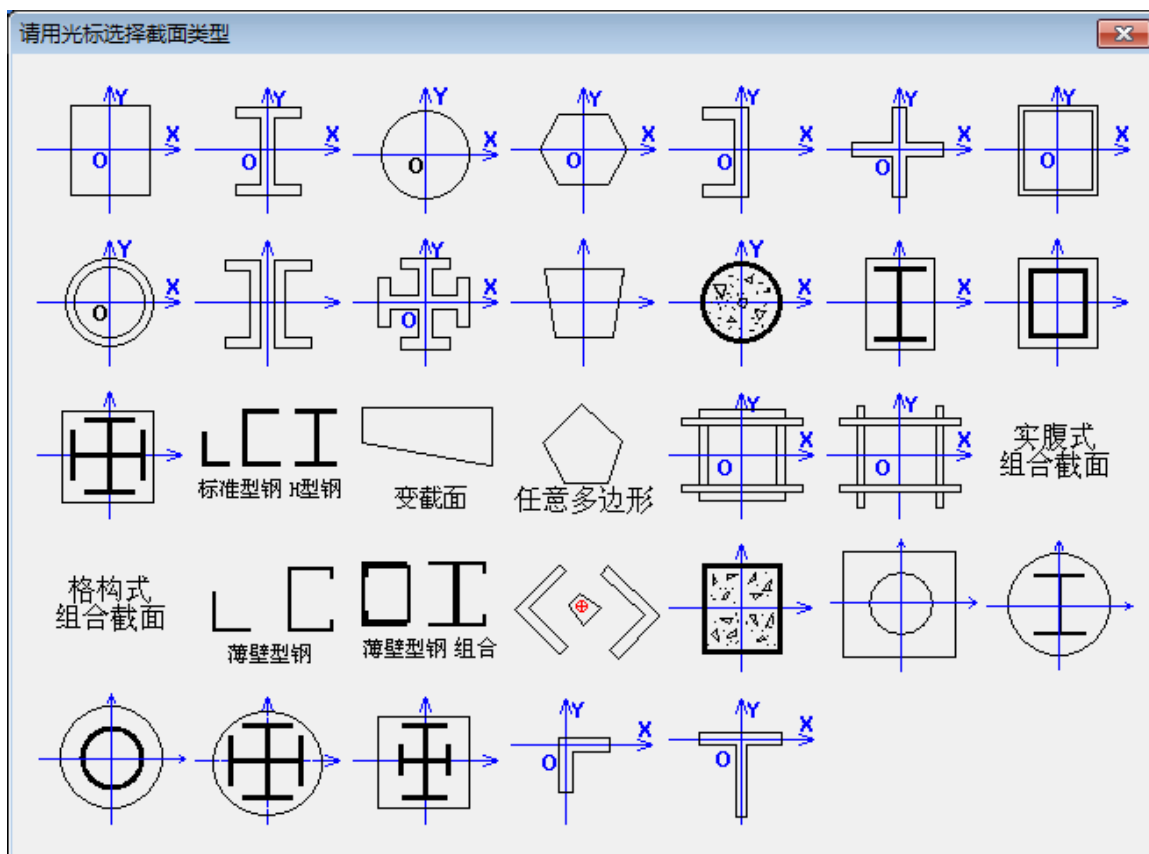 请用光标选择截面类型
Y Y Y Y Y Y Y
X X X X X X X
O O O O O O O
Y Y Y
X X X X
O O
Y Y 实腹式
X X 组合截面
O O
标准型钢 H型钢 变截面 任意多边形
格构式
组合截面
薄壁型钢 薄壁型钢 组合
Y Y
X X
O O